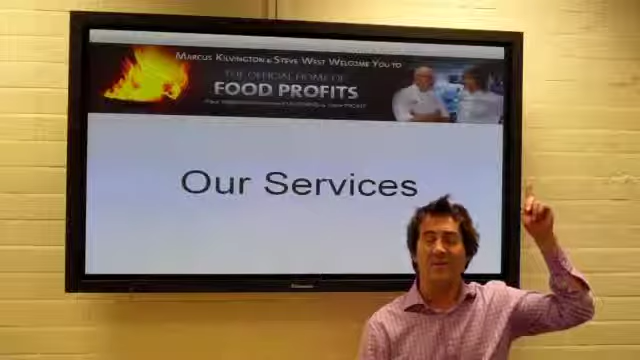 MARCUS KILVINGTON & STEVE WEST WELCOME YOU TO
THE OFFICIAL HOME OF
FOOD PROFITS
Our Services